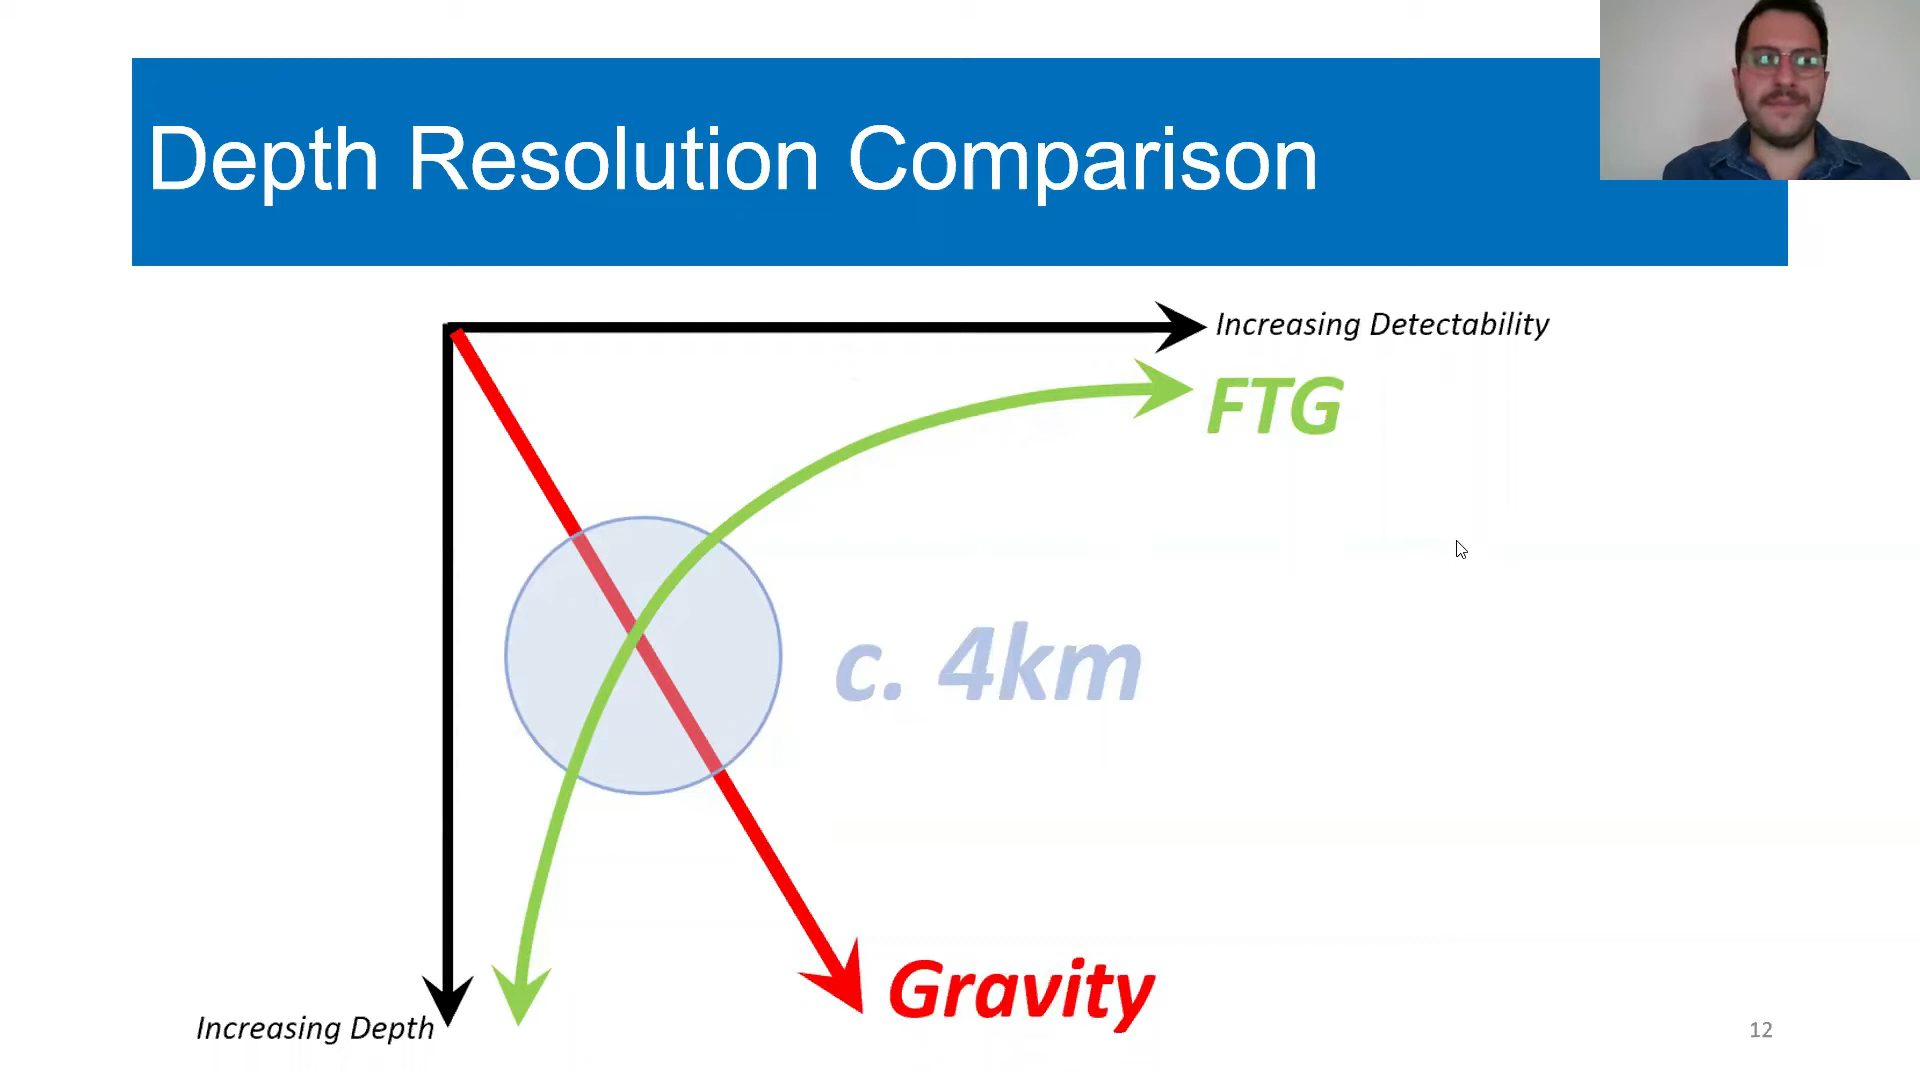 Depth Resolution Comparison
Increasing Detectability
FTG
c. 4km
Gravity
Increasing Depth
12